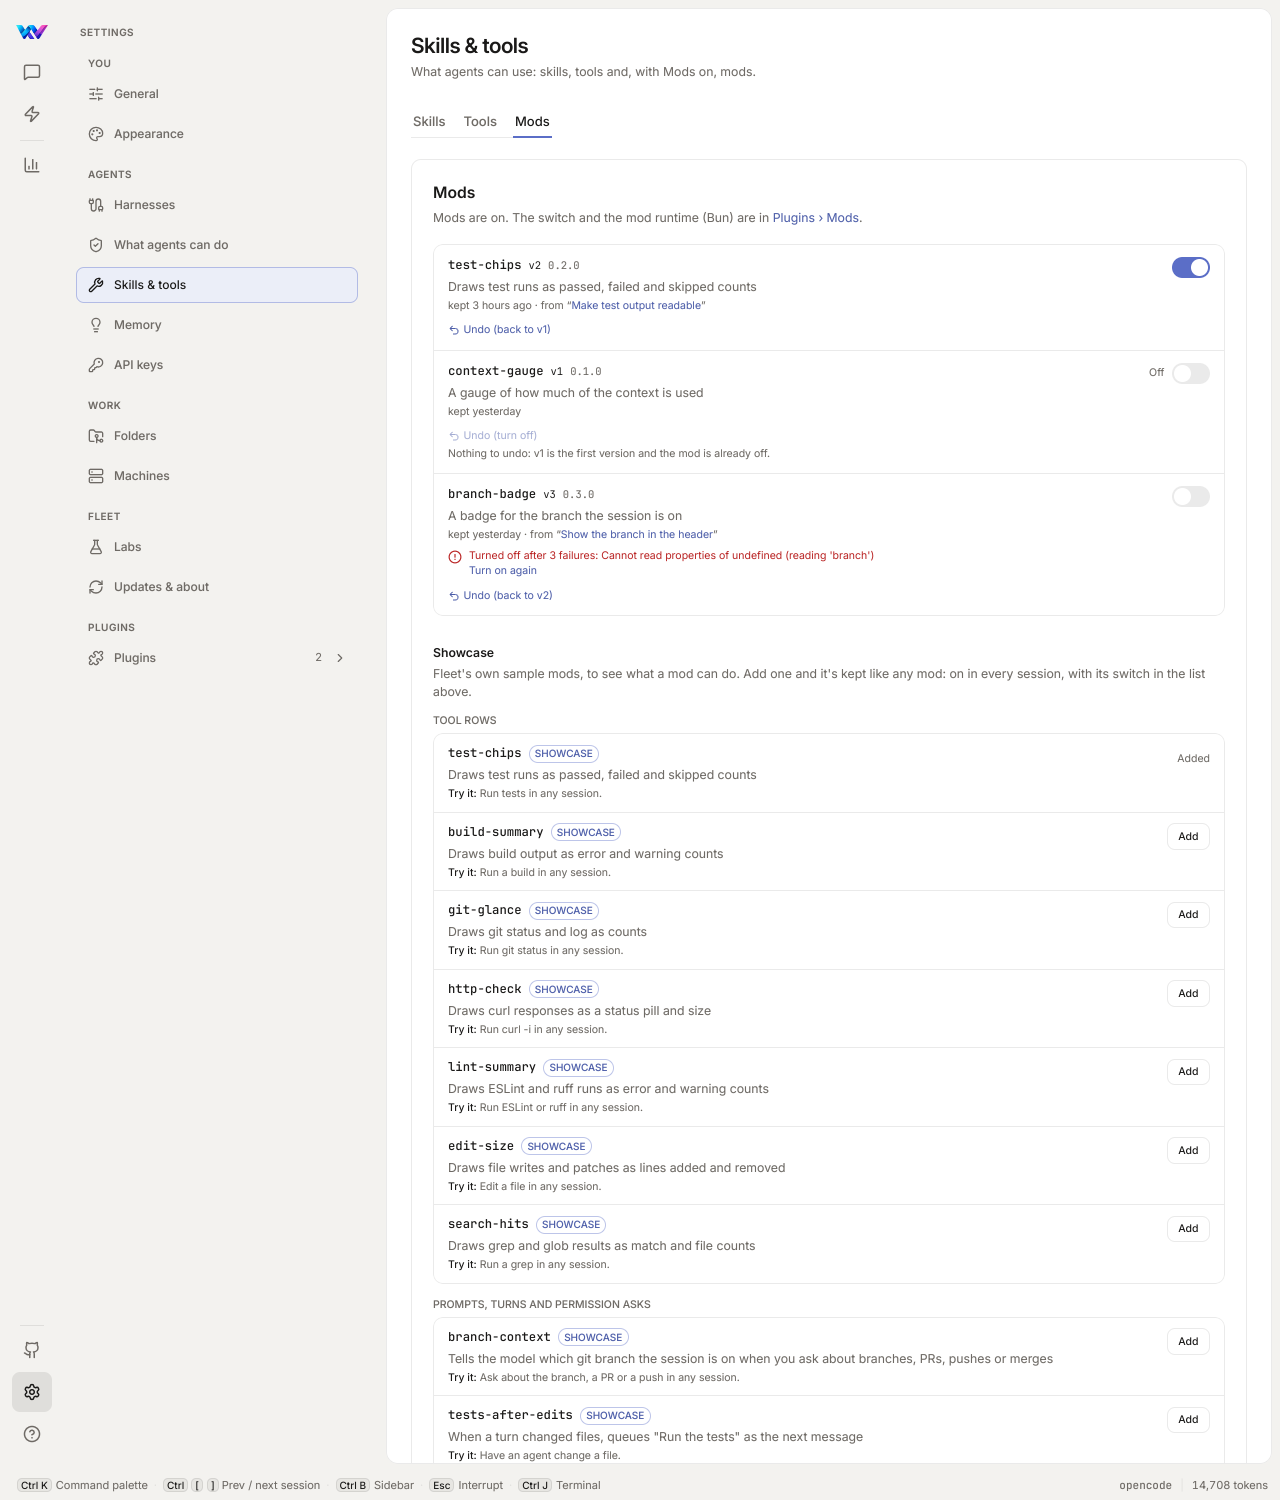 SETTINGS
YOU
General
Appearance
AGENTS
Harnesses
What agents can do
Skills & tools
Memory
API keys
WORK
Folders
Machines
FLEET
Labs
Updates & about
PLUGINS
Plugins 2
Skills & tools
What agents can use: skills, tools and, with Mods on, mods.
Skills Tools Mods
Mods
Mods are on. The switch and the mod runtime (Bun) are in Plugins › Mods.
test-chips v2 0.2.0
Draws test runs as passed, failed and skipped counts
kept 3 hours ago · from “Make test output readable”
Undo (back to v1)
context-gauge v1 0.1.0 Off
A gauge of how much of the context is used
kept yesterday
Undo (turn off)
Nothing to undo: v1 is the first version and the mod is already off.
branch-badge v3 0.3.0
A badge for the branch the session is on
kept yesterday · from “Show the branch in the header”
Turned off after 3 failures: Cannot read properties of undefined (reading 'branch')
Turn on again
Undo (back to v2)
Showcase
Fleet's own sample mods, to see what a mod can do. Add one and it's kept like any mod: on in every session, with its switch in the list
above.
TOOL ROWS
test-chips SHOWCASE Added
Draws test runs as passed, failed and skipped counts
Try it: Run tests in any session.
build-summary SHOWCASE Add
Draws build output as error and warning counts
Try it: Run a build in any session.
git-glance SHOWCASE Add
Draws git status and log as counts
Try it: Run git status in any session.
http-check SHOWCASE Add
Draws curl responses as a status pill and size
Try it: Run curl -i in any session.
lint-summary SHOWCASE Add
Draws ESLint and ruff runs as error and warning counts
Try it: Run ESLint or ruff in any session.
edit-size SHOWCASE Add
Draws file writes and patches as lines added and removed
Try it: Edit a file in any session.
search-hits SHOWCASE Add
Draws grep and glob results as match and file counts
Try it: Run a grep in any session.
PROMPTS, TURNS AND PERMISSION ASKS
branch-context SHOWCASE Add
Tells the model which git branch the session is on when you ask about branches, PRs, pushes or merges
Try it: Ask about the branch, a PR or a push in any session.
tests-after-edits SHOWCASE Add
When a turn changed files, queues "Run the tests" as the next message
Try it: Have an agent change a file.
Ctrl K Command palette Ctrl [ ] Prev / next session Ctrl B Sidebar Esc Interrupt Ctrl J Terminal opencode 14,708 tokens